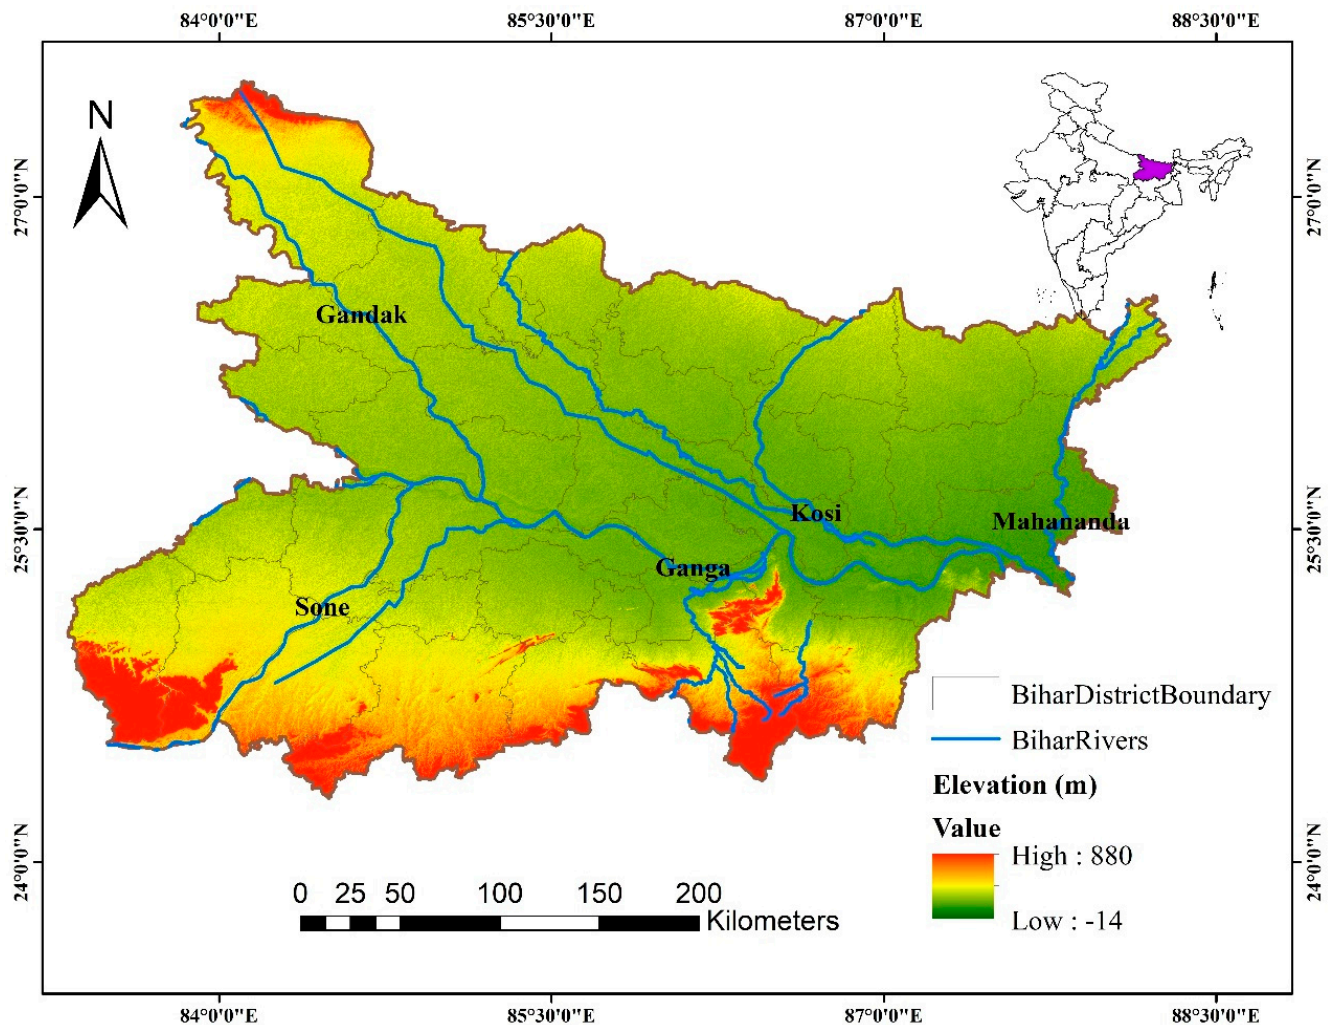 84°0'0"E 85°30'0"E 87°0'0"E 88°30'0"E
N
27°0'0"N
27°0'0"N
Gandak
25°30'0"N
Kosi
Mahananda
25°30'0"N
Ganga
Sone
BiharDistrictBoundary
BiharRivers
Elevation (m)
Value
High : 880
Low : -14
24°0'0"N
24°0'0"N
0 25 50 100 150 200
Kilometers
84°0'0"E 85°30'0"E 87°0'0"E 88°30'0"E